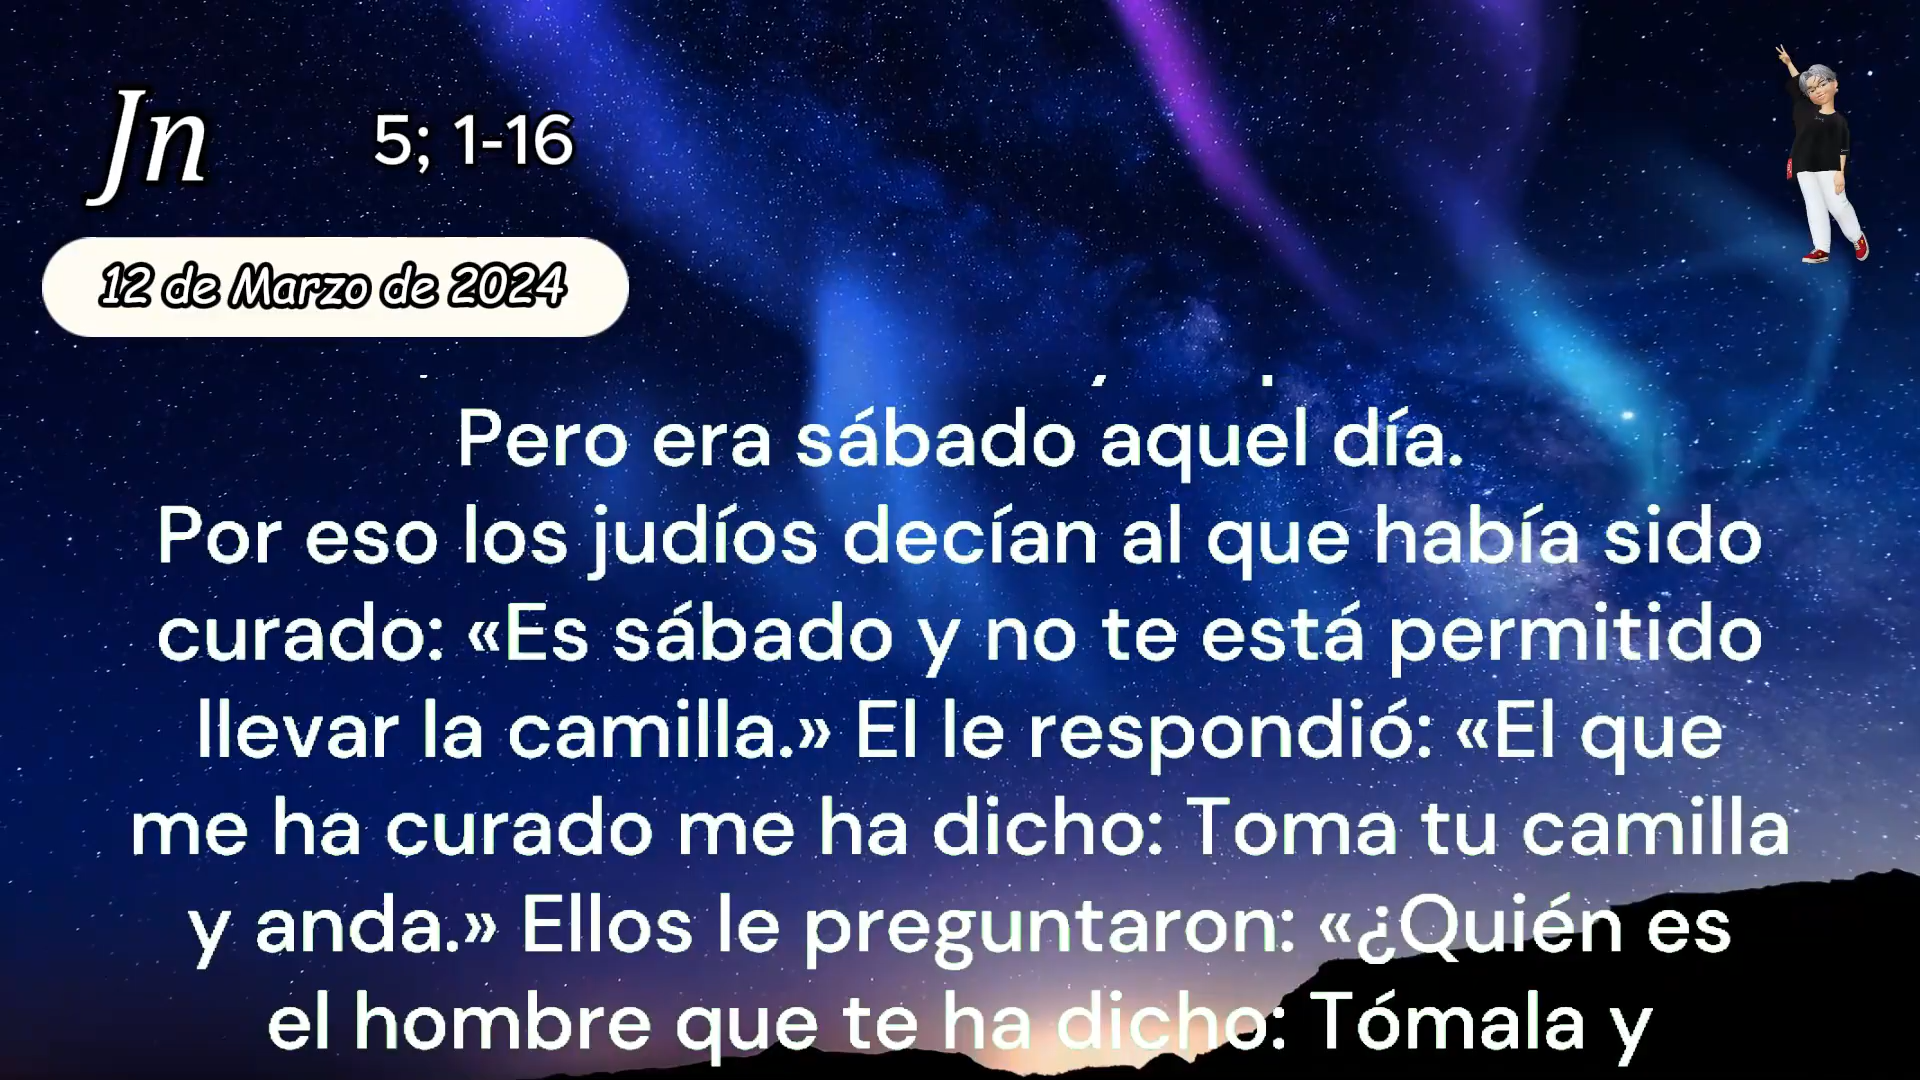 Jn 5; 1-16
12 de Marzo de 2024
Pero era sábado aquel día.
Por eso los judíos decían al que había sido
curado: «Es sábado y no te está permitido
llevar la camilla.» El le respondió: «El que
me ha curado me ha dicho: Toma tu camilla
y anda.» Ellos le preguntaron: «¿Quién es
el hombre que te ha dicho: Tómala y